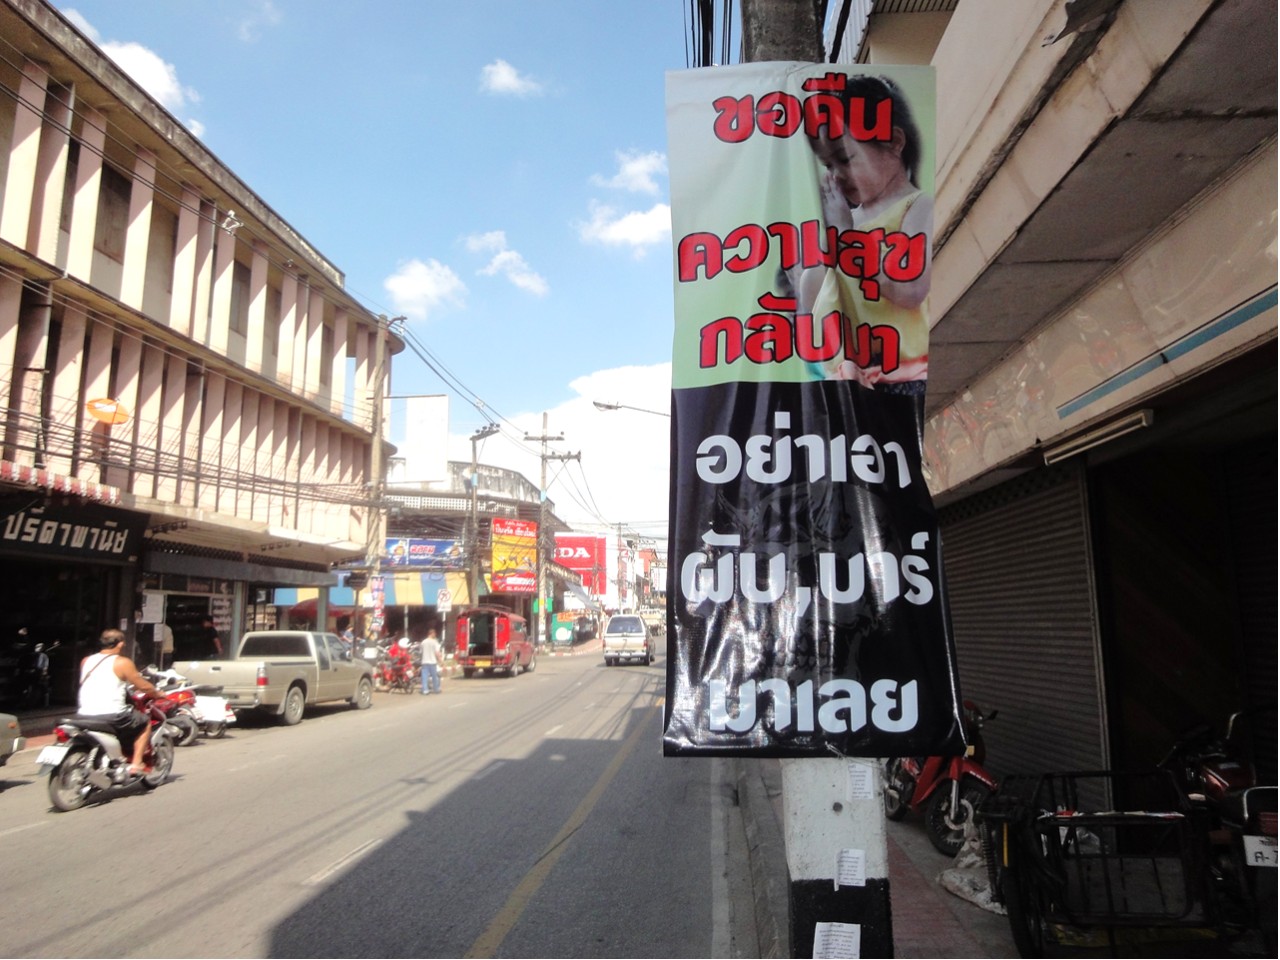 ขอคืน
ความสุข
กลับมา
อย่าเอา
ผับ,บาร์
มาเลย
ปรีดาพานิช
DA